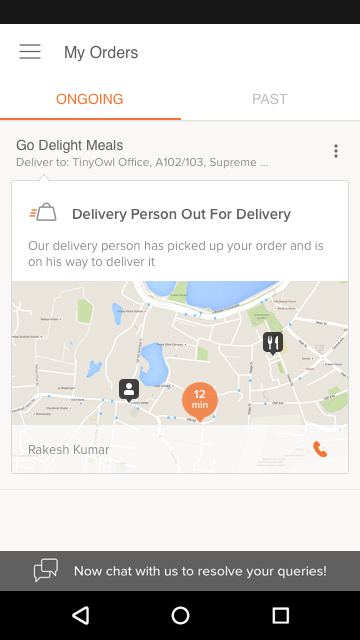 My Orders
ONGOING
PAST
Go Delight Meals
Deliver to: TinyOwl Office, A102/103, Supreme ...
Delivery Person Out For Delivery
Our delivery person has picked up your order and is
on his way to deliver it
12
min
Rakesh Kumar
Now chat with us to resolve your queries!